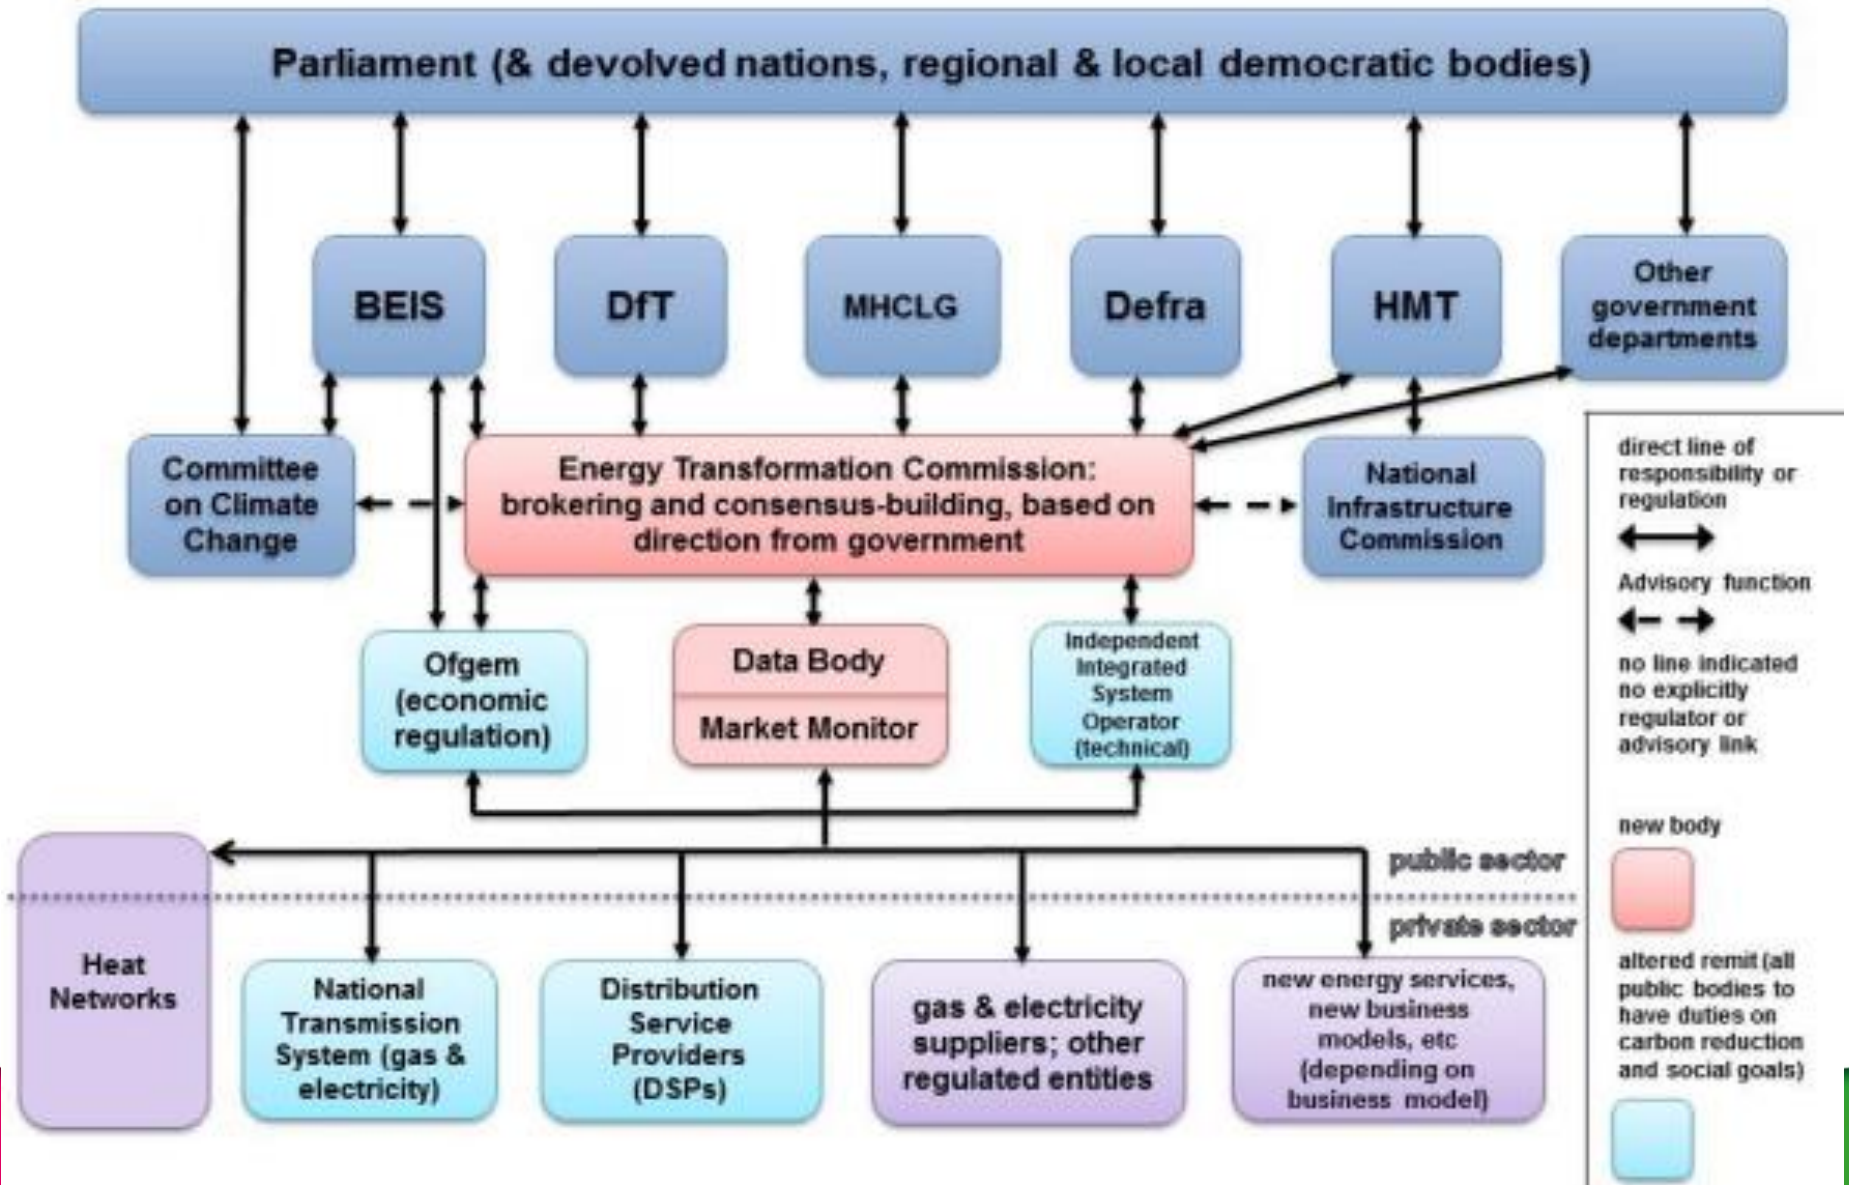 Parliament (& devolved nations, regional & local democratic bodies)
BEIS
DfT
MHCLG
Defra
HMT
Other
government
departments
Committee
on Climate
Change
Energy Transformation Commission:
brokering and consensus-building, based on
direction from government
National
Infrastructure
Commission
Ofgem
(economic
regulation)
Data Body
Market Monitor
Independent
Integrated
System
Operator
(technical)
public sector
private sector
Heat
Networks
National
Transmission
System (gas &
electricity)
Distribution
Service
Providers
(DSPs)
gas & electricity
suppliers; other
regulated entities
new energy services,
new business
models, etc
(depending on
business model)
direct line of
responsibility or
regulation
Advisory function
no line indicated
no explicitly
regulator or
advisory link
new body
altered remit (all
public bodies to
have duties on
carbon reduction
and social goals)